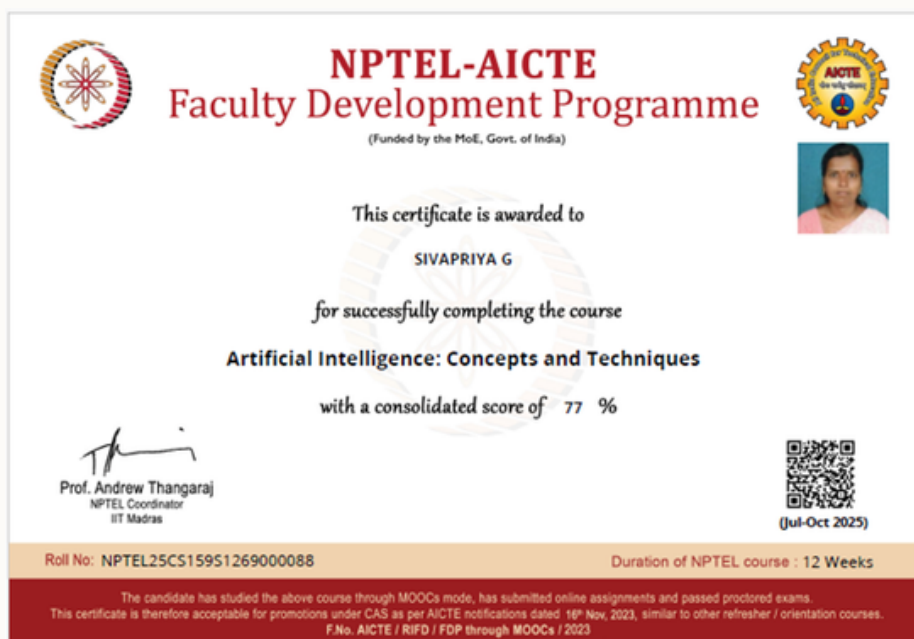 NPTEL-AICTE
Faculty Development Programme
(Funded by the MoE, Govt. of India)
AICTE
This certificate is awarded to
SIVAPRIYA G
for successfully completing the course
Artificial Intelligence: Concepts and Techniques
with a consolidated score of 77 %
Prof. Andrew Thangaraj
NPTEL Coordinator
IIT Madras
(Jul-Oct 2025)
Roll No: NPTEL25CS159S1269000088
Duration of NPTEL course : 12 Weeks
The candidate has studied the above course through MOOCs mode, has submitted online assignments and passed proctored exams.
This certificate is therefore acceptable for promotions under CAS as per AICTE notifications dated 16th Nov, 2023, similar to other refresher / orientation courses.
F.No. AICTE / RIFD / FDP through MOOCs / 2023